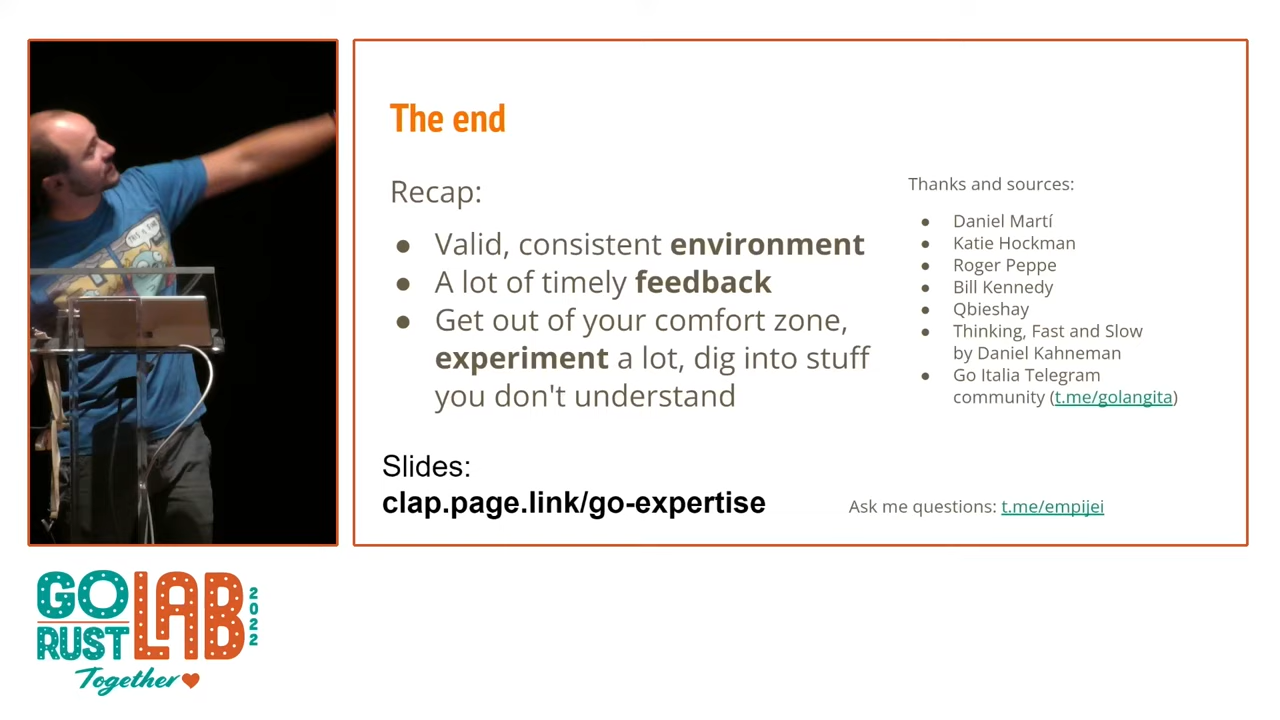 The end
Recap:
● Valid, consistent environment
● A lot of timely feedback
● Get out of your comfort zone,
experiment a lot, dig into stuff
you don't understand
Thanks and sources:
● Daniel Martí
● Katie Hockman
● Roger Peppe
● Bill Kennedy
● Qbieshay
● Thinking, Fast and Slow
by Daniel Kahneman
● Go Italia Telegram
community (t.me/golangita)
Slides:
clap.page.link/go-expertise
Ask me questions: t.me/empijei
GO LAB 2022
RUST
Together